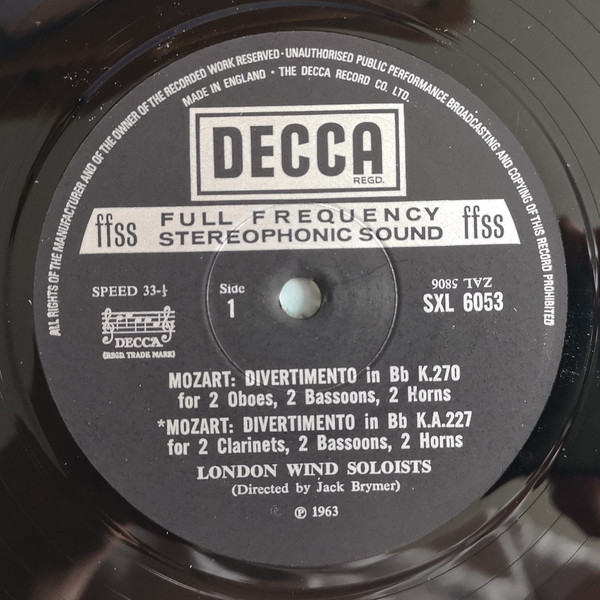 ALL RIGHTS OF THE MANUFACTURER AND OF THE OWNER OF THE RECORDED WORK RESERVED · UNAUTHORISED PUBLIC PERFORMANCE BROADCASTING AND COPYING OF THIS RECORD PROHIBITED
MADE IN ENGLAND · THE DECCA RECORD CO. LTD.
DECCA
REGD.
ffss FULL FREQUENCY STEREOPHONIC SOUND ffss
SPEED 33-⅓
Side 1
ZAL 5806
SXL 6053
DECCA
(REGD. TRADE MARK)
MOZART: DIVERTIMENTO in Bb K.270
for 2 Oboes, 2 Bassoons, 2 Horns
*MOZART: DIVERTIMENTO in Bb K.A.227
for 2 Clarinets, 2 Bassoons, 2 Horns
LONDON WIND SOLOISTS
(Directed by Jack Brymer)
℗ 1963